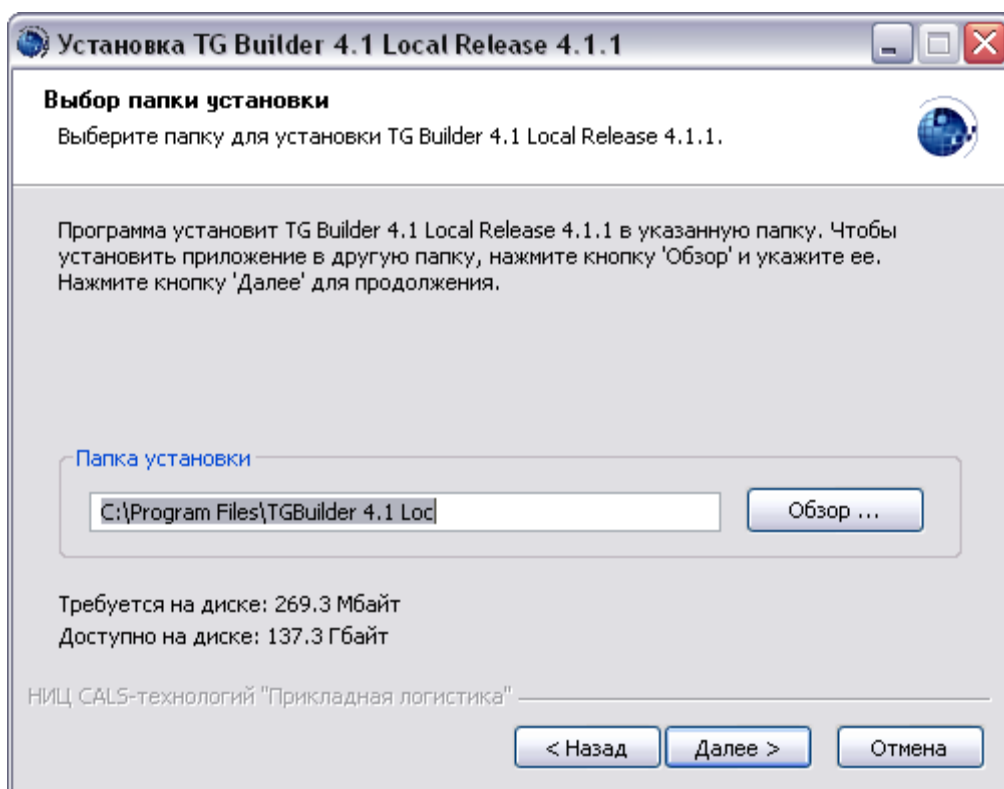 Установка TG Builder 4.1 Local Release 4.1.1
Выбор папки установки
Выберите папку для установки TG Builder 4.1 Local Release 4.1.1.
Программа установит TG Builder 4.1 Local Release 4.1.1 в указанную папку. Чтобы
установить приложение в другую папку, нажмите кнопку 'Обзор' и укажите ее.
Нажмите кнопку 'Далее' для продолжения.
Папка установки
C:\Program Files\TGBuilder 4.1 Loc
Обзор ...
Требуется на диске: 269.3 Мбайт
Доступно на диске: 137.3 Гбайт
НИЦ CALS-технологий "Прикладная логистика"
< Назад
Далее >
Отмена